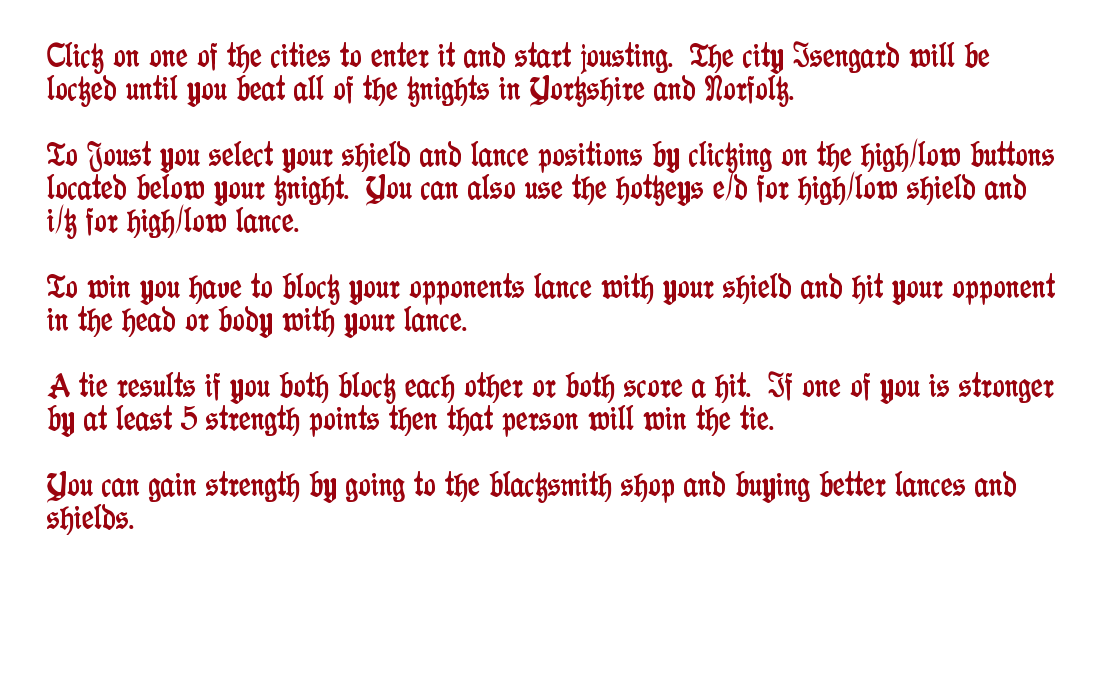 Click on one of the cities to enter it and start jousting.  The city Isengard will be
locked until you beat all of the knights in Yorkshire and Norfolk.
To Joust you select your shield and lance positions by clicking on the high/low buttons
located below your knight.  You can also use the hotkeys e/d for high/low shield and
i/k for high/low lance.
To win you have to block your opponents lance with your shield and hit your opponent
in the head or body with your lance.
A tie results if you both block each other or both score a hit.  If one of you is stronger
by at least 5 strength points then that person will win the tie.
You can gain strength by going to the blacksmith shop and buying better lances and
shields.